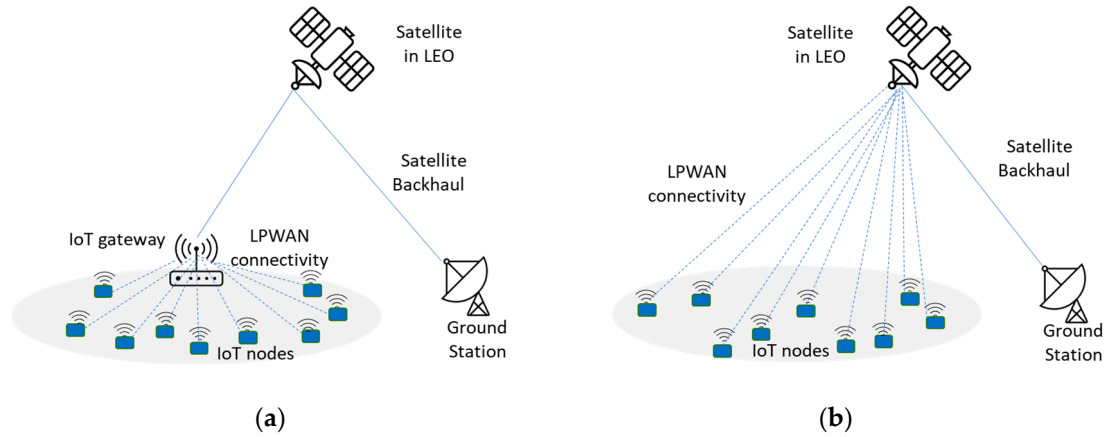 Satellite
in LEO
Satellite
Backhaul
IoT gateway
LPWAN
connectivity
IoT nodes
Ground
Station
(a)
Satellite
in LEO
LPWAN
connectivity
Satellite
Backhaul
IoT nodes
Ground
Station
(b)